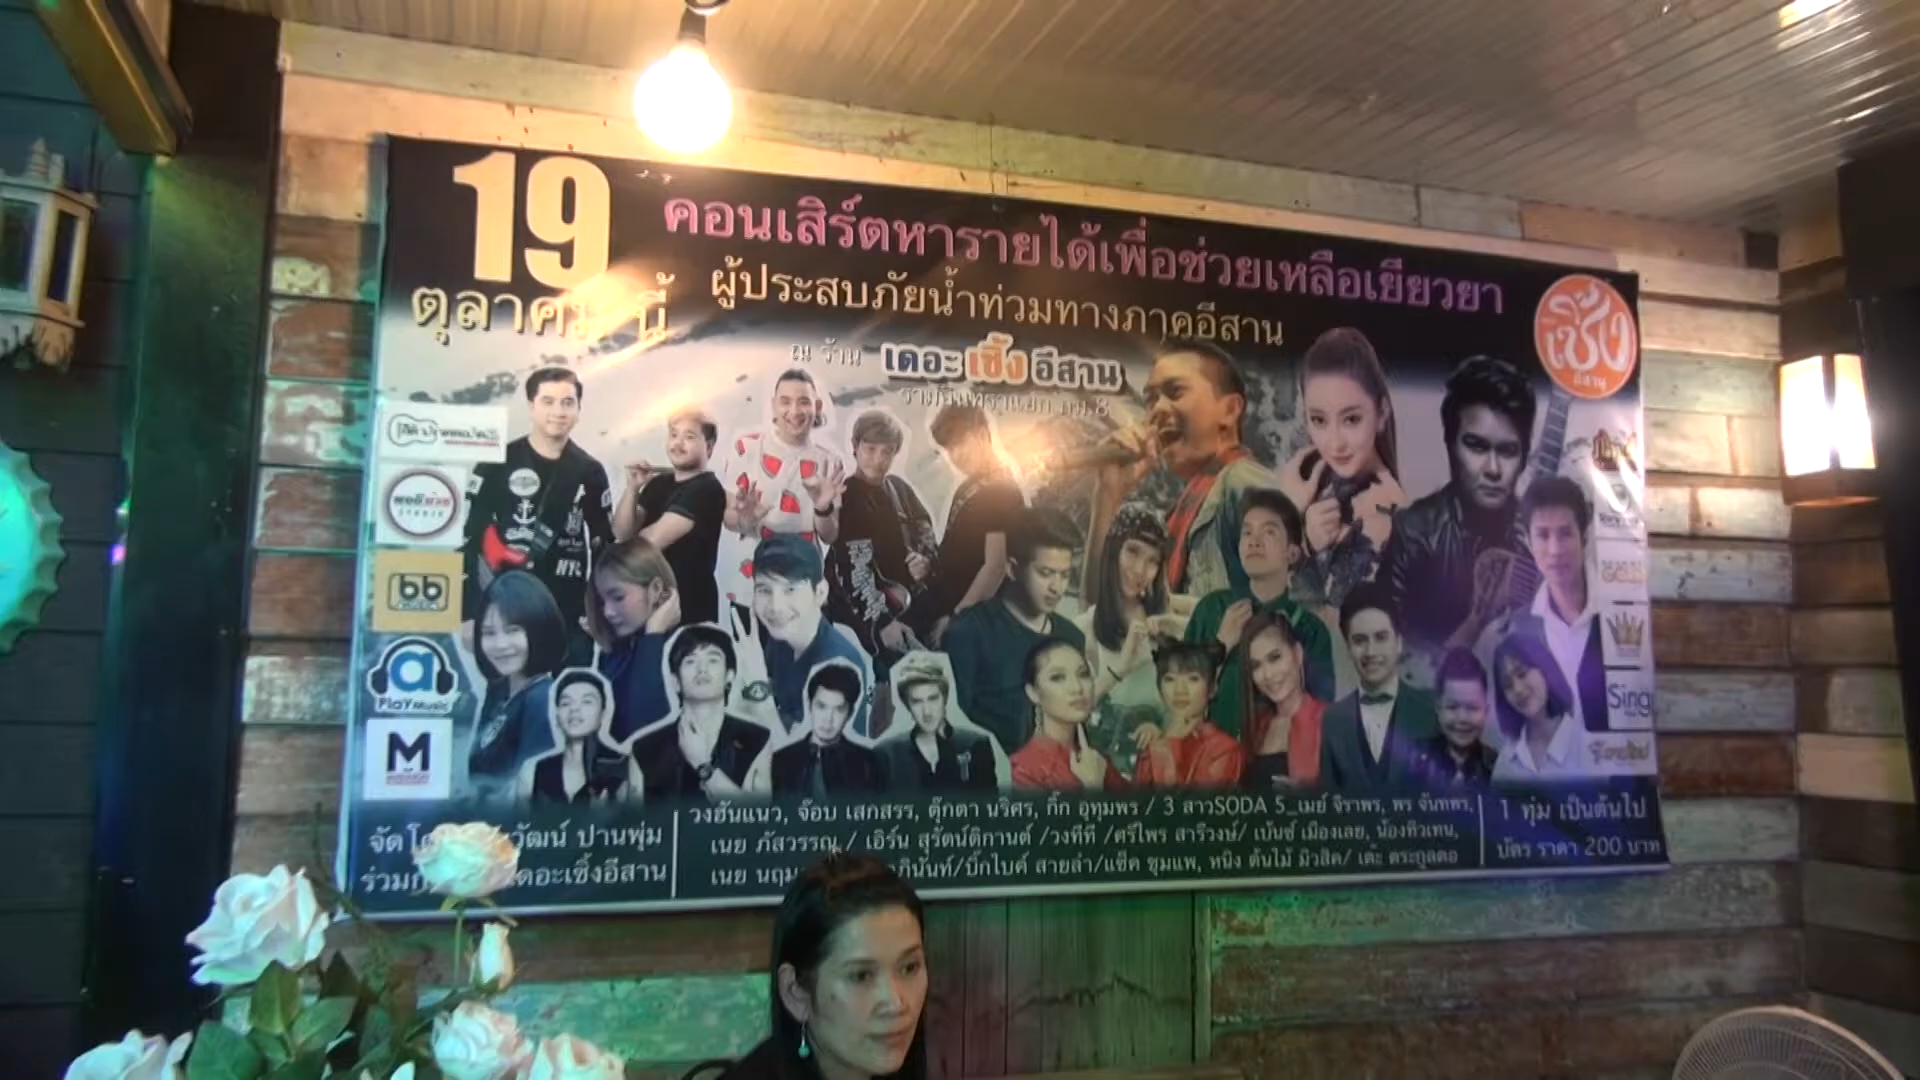 19
ตุลาคม นี้
คอนเสิร์ตหารายได้เพื่อช่วยเหลือเยียวยา
ผู้ประสบภัยน้ำท่วมทางภาคอีสาน
ณ ร้าน เดอะ เซิ้ง อีสาน
เซิ้ง
อีสาน
bb
a
PlaY Music
M
NYC
Sing
จัดโดย วัฒน์ ปานพุ่ม
เดอะเซิ้งอีสาน
วงฮันแนว, จ๊อบ เสกสรร, ตุ๊กตา นริศร, กิ๊ก อุทุมพร / 3 สาวSODA 5_เมย์ จิราพร, พร จันทพร,
เนย ภัสวรรณ / เอิร์น สุรัตน์ติกานต์ /วงทีที /ศรีไพร สาริวงษ์/ เบ้นซ์ เมืองเลย, น้องทิวเทน,
เนย ภินันท์/บิ๊กไบค์ สายลำ/แซ็ค ชุมแพ, หนิง ต้นไม้ มิวสิค/ เต๊ะ ตระกูลตอ
1 ทุ่ม เป็นต้นไป
บัตร ราคา 200 บาท